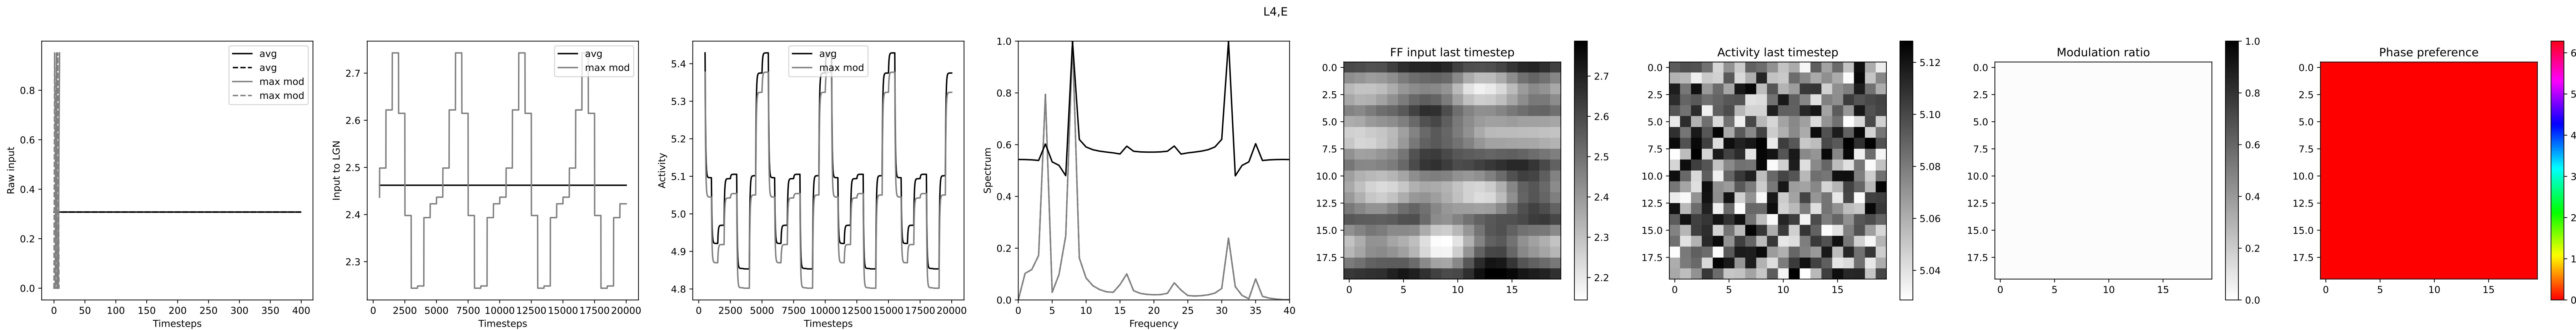 L4,E
Raw input
0.8
0.6
0.4
0.2
0.0
avg
avg
max mod
max mod
0 50 100 150 200 250 300 350 400
Timesteps
Input to LGN
2.7
2.6
2.5
2.4
2.3
avg
max mod
0 2500 5000 7500 10000 12500 15000 17500 20000
Timesteps
Activity
5.4
5.3
5.2
5.1
5.0
4.9
4.8
avg
max mod
0 2500 5000 7500 10000 12500 15000 17500 20000
Timesteps
Spectrum
1.0
0.8
0.6
0.4
0.2
0.0
0 5 10 15 20 25 30 35 40
Frequency
FF input last timestep
0.0
2.5
5.0
7.5
10.0
12.5
15.0
17.5
0 5 10 15
2.7
2.6
2.5
2.4
2.3
2.2
Activity last timestep
0.0
2.5
5.0
7.5
10.0
12.5
15.0
17.5
0 5 10 15
5.12
5.10
5.08
5.06
5.04
Modulation ratio
0.0
2.5
5.0
7.5
10.0
12.5
15.0
17.5
0 5 10 15
1.0
0.8
0.6
0.4
0.2
0.0
Phase preference
0.0
2.5
5.0
7.5
10.0
12.5
15.0
17.5
0 5 10 15
6
5
4
3
2
1
0